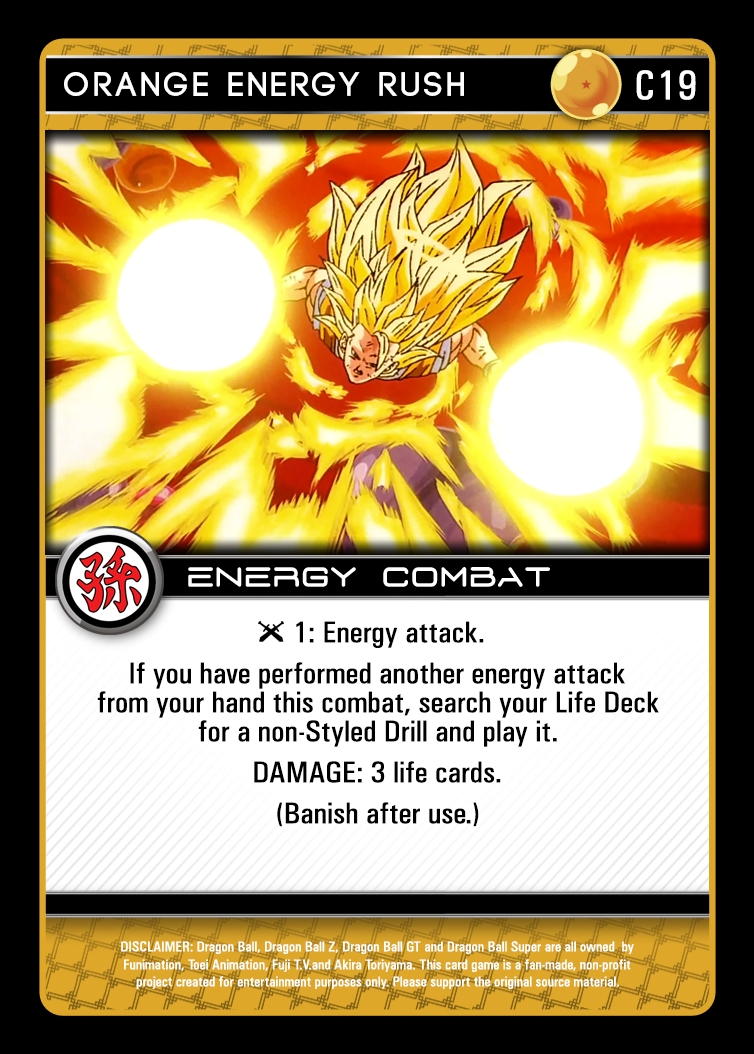 ORANGE ENERGY RUSH C19
孫 ENERGY COMBAT
1: Energy attack.
If you have performed another energy attack
from your hand this combat, search your Life Deck
for a non-Styled Drill and play it.
DAMAGE: 3 life cards.
(Banish after use.)
DISCLAIMER: Dragon Ball, Dragon Ball Z, Dragon Ball GT and Dragon Ball Super are all owned by
Funimation, Toei Animation, Fuji T.V.and Akira Toriyama. This card game is a fan-made, non-profit
project created for entertainment purposes only. Please support the original source material.